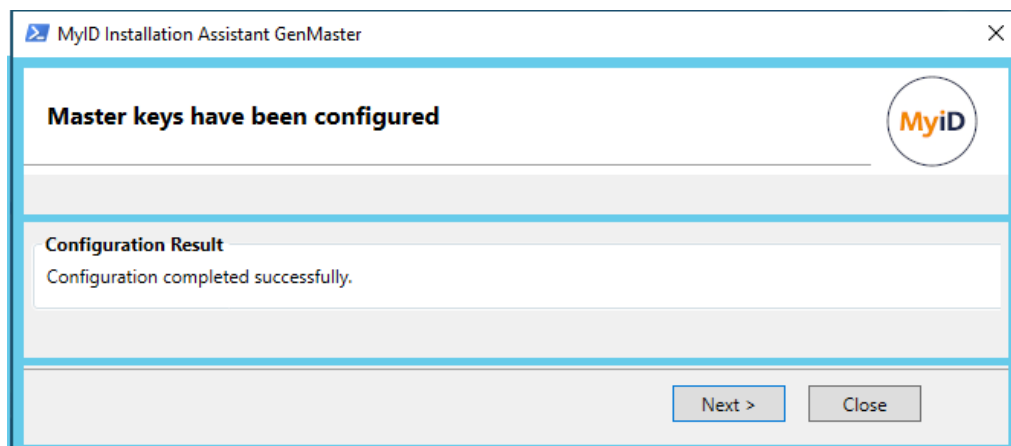 MyID Installation Assistant GenMaster
Master keys have been configured
MyiD
Configuration Result
Configuration completed successfully.
Next >
Close